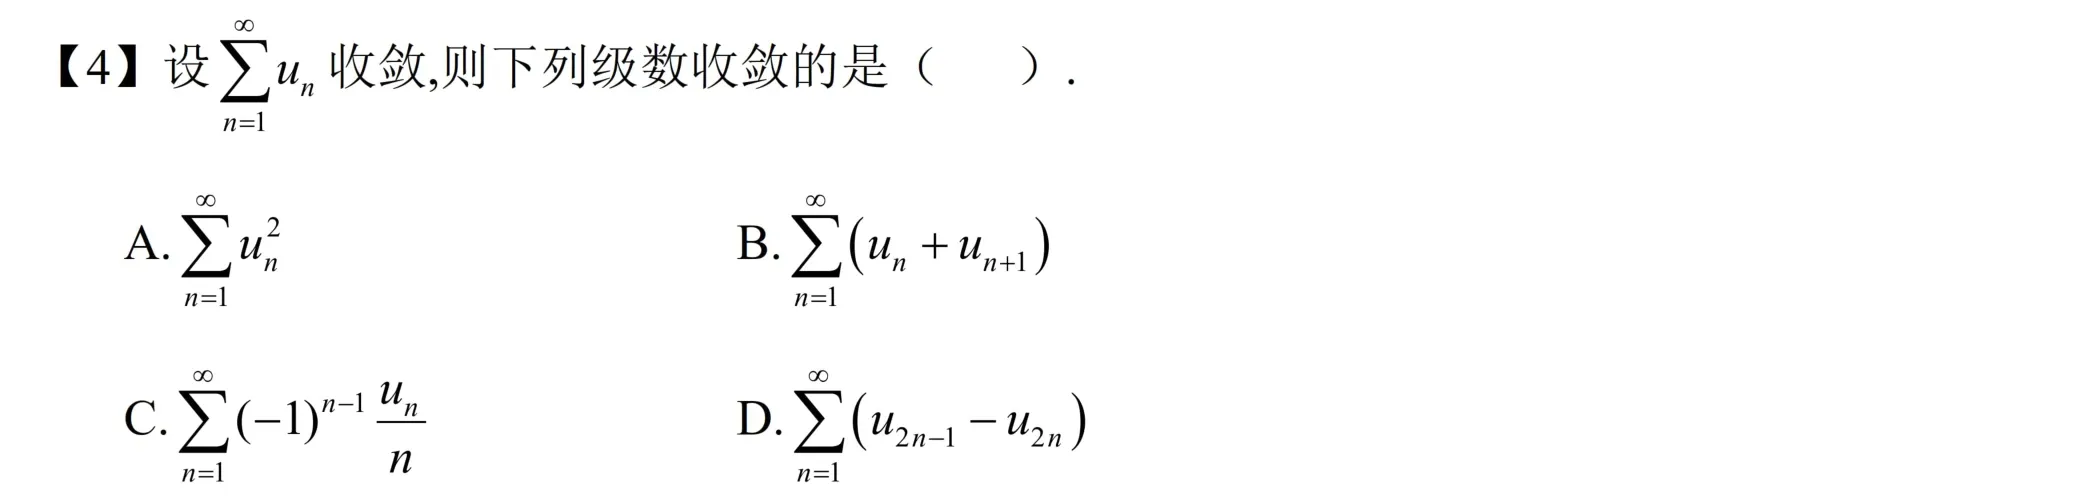 【4】设 $\sum_{n=1}^{\infty} u_n$ 收敛,则下列级数收敛的是（　　）.
A. $\sum_{n=1}^{\infty} u_n^2$　　B. $\sum_{n=1}^{\infty} (u_n + u_{n+1})$
C. $\sum_{n=1}^{\infty} (-1)^{n-1} \frac{u_n}{n}$　　D. $\sum_{n=1}^{\infty} (u_{2n-1} - u_{2n})$